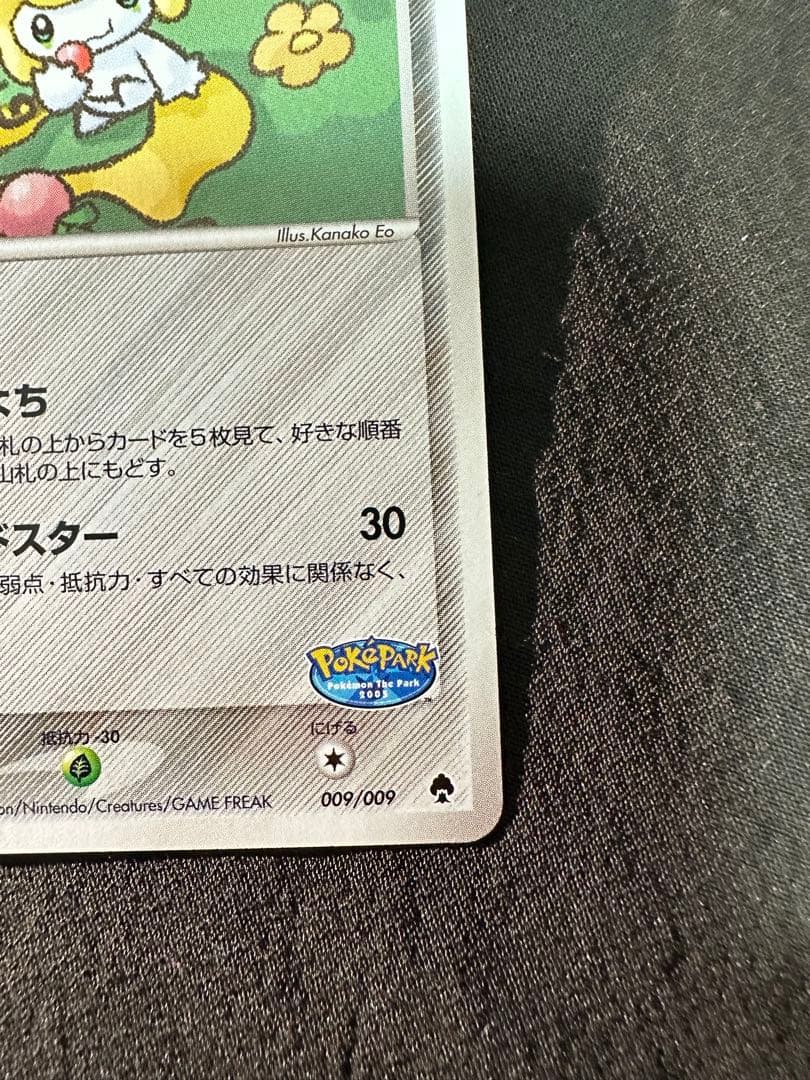 Illus.Kanako Eo
よち
札の上からカードを5枚見て、好きな順番
山札の上にもどす。
ドスター 30
弱点・抵抗力・すべての効果に関係なく、
POKéPARK
Pokémon The Park
2005
™
抵抗力 -30 にげる
on/Nintendo/Creatures/GAME FREAK 009/009